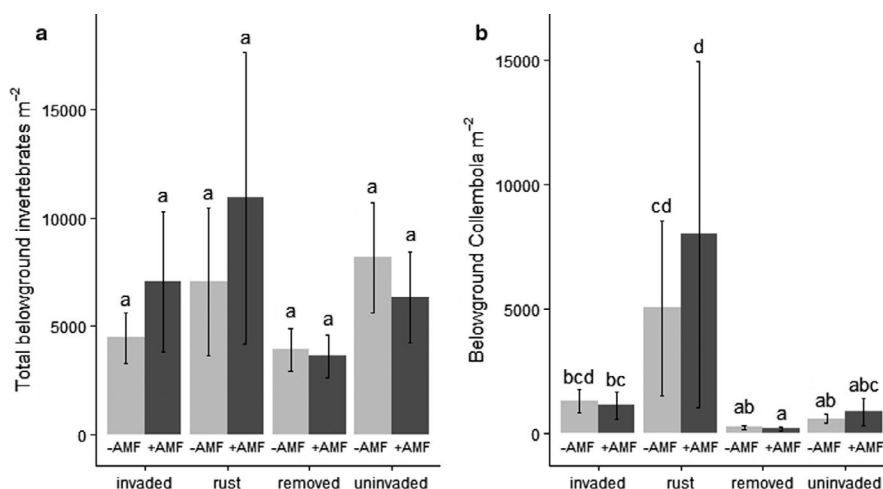 a
Total belowground invertebrates m⁻²
15000
10000
5000
0
a a a a a a a a
-AMF +AMF -AMF +AMF -AMF +AMF -AMF +AMF
invaded rust removed uninvaded
b
Belowground Collembola m⁻²
15000
10000
5000
0
bcd bc cd d ab a ab abc
-AMF +AMF -AMF +AMF -AMF +AMF -AMF +AMF
invaded rust removed uninvaded